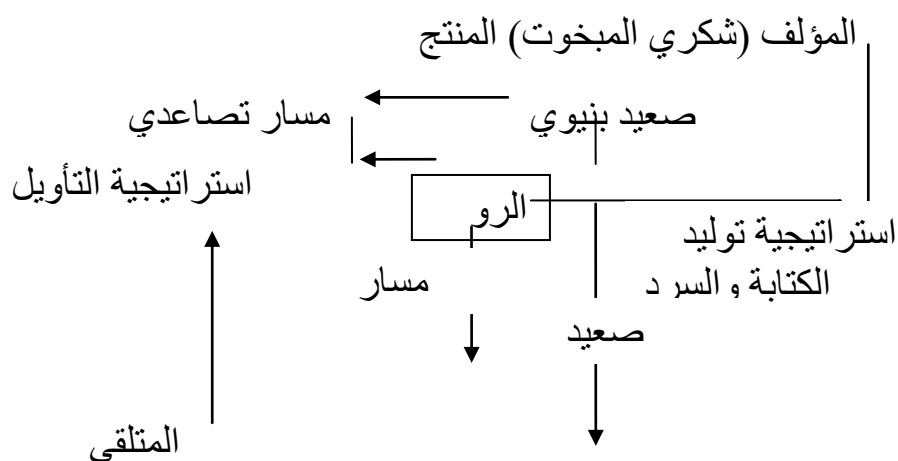 المؤلف (شكري المبخوت) المنتج
صعيد بنيوي
مسار تصاعدي
استراتيجية التأويل
الرو
استراتيجية توليد
الكتابة و السرد
مسار
صعيد
المتلقي